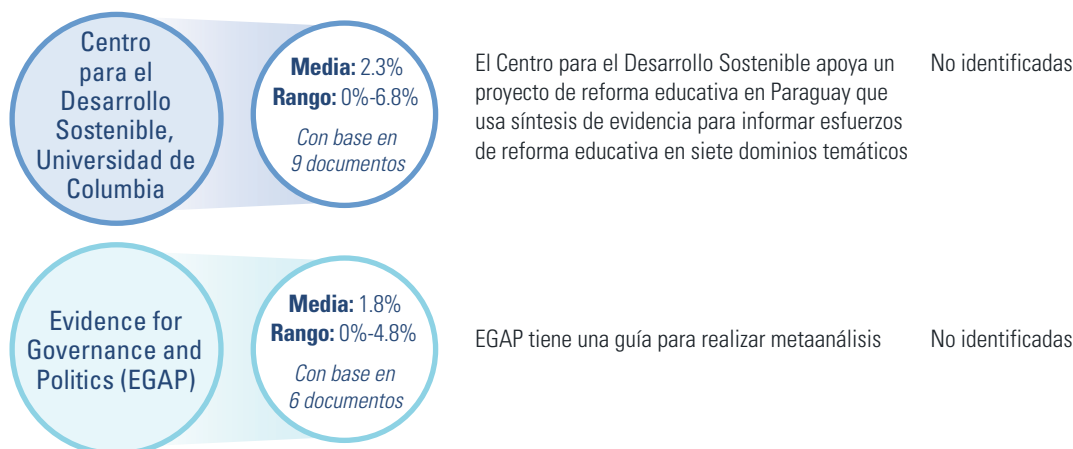 Centro
para el
Desarrollo
Sostenible,
Universidad de
Columbia
Media: 2.3%
Rango: 0%-6.8%
Con base en
9 documentos
El Centro para el Desarrollo Sostenible apoya un
proyecto de reforma educativa en Paraguay que
usa síntesis de evidencia para informar esfuerzos
de reforma educativa en siete dominios temáticos
No identificadas
Evidence for
Governance and
Politics (EGAP)
Media: 1.8%
Rango: 0%-4.8%
Con base en
6 documentos
EGAP tiene una guía para realizar metaanálisis
No identificadas